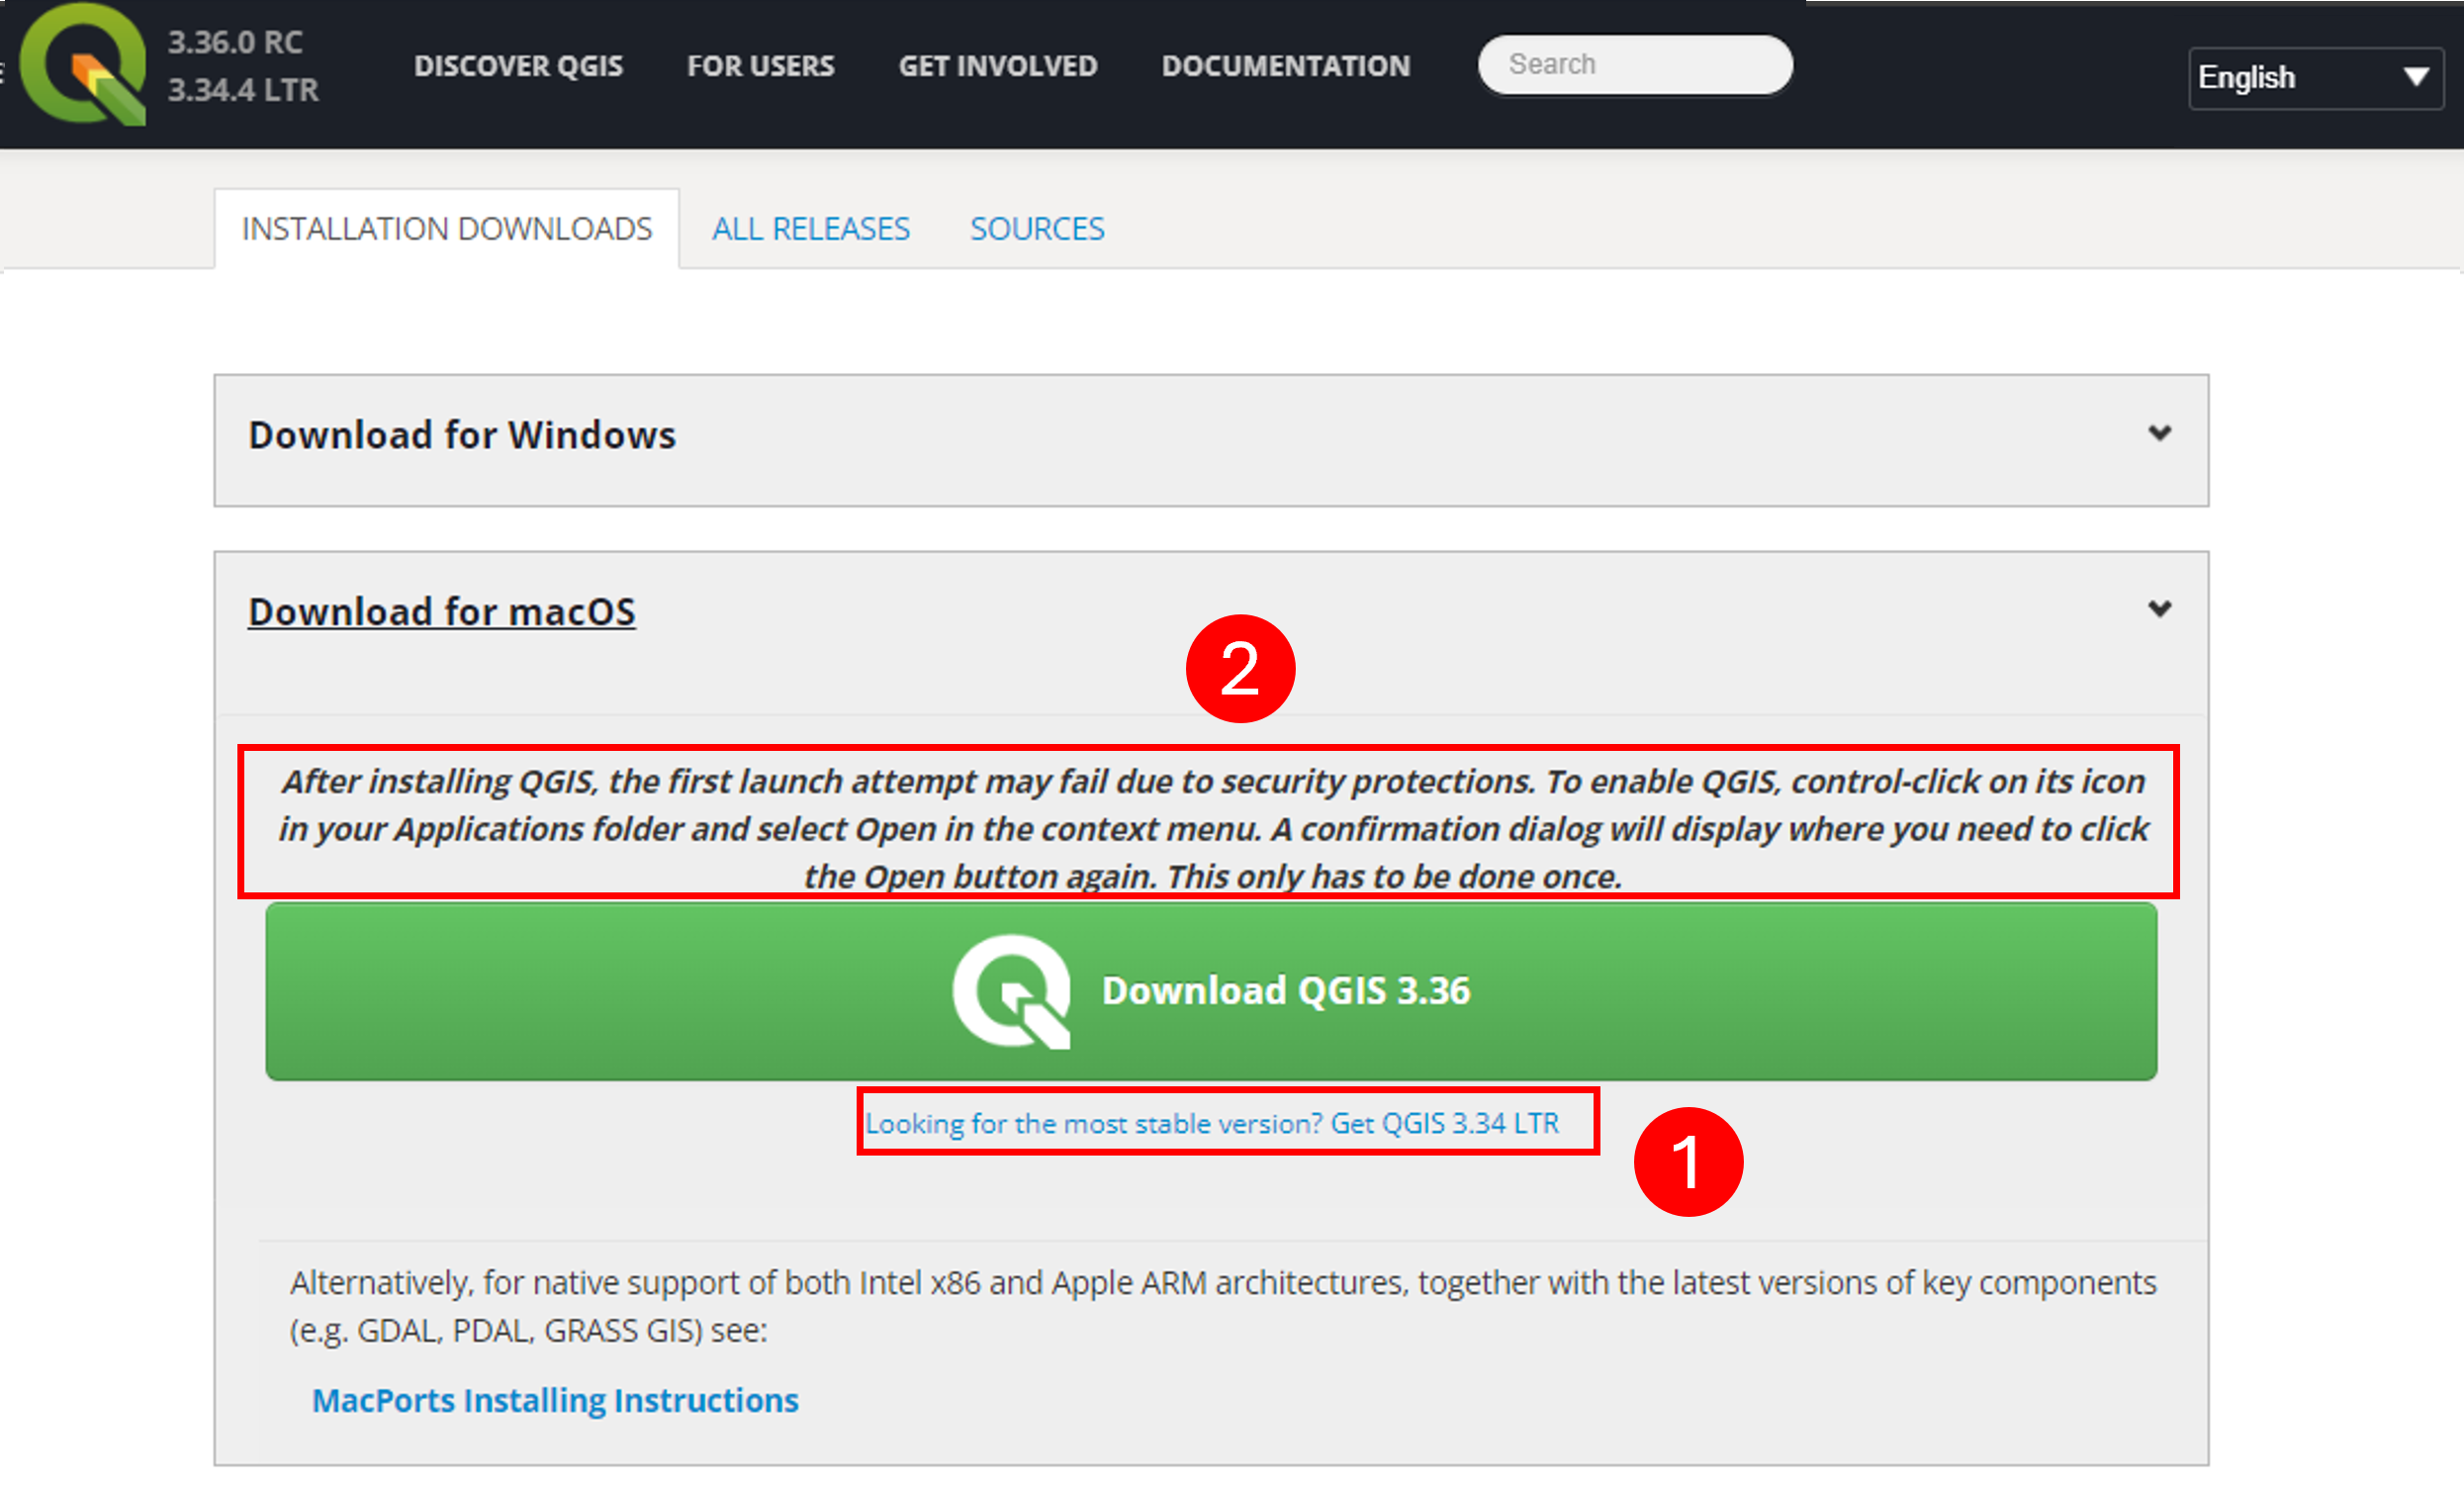 3.36.0 RC
3.34.4 LTR
DISCOVER QGIS
FOR USERS
GET INVOLVED
DOCUMENTATION
Search
English
INSTALLATION DOWNLOADS
ALL RELEASES
SOURCES
Download for Windows
Download for macOS
2
After installing QGIS, the first launch attempt may fail due to security protections. To enable QGIS, control-click on its icon
in your Applications folder and select Open in the context menu. A confirmation dialog will display where you need to click
the Open button again. This only has to be done once.
Download QGIS 3.36
Looking for the most stable version? Get QGIS 3.34 LTR
1
Alternatively, for native support of both Intel x86 and Apple ARM architectures, together with the latest versions of key components
(e.g. GDAL, PDAL, GRASS GIS) see:
MacPorts Installing Instructions